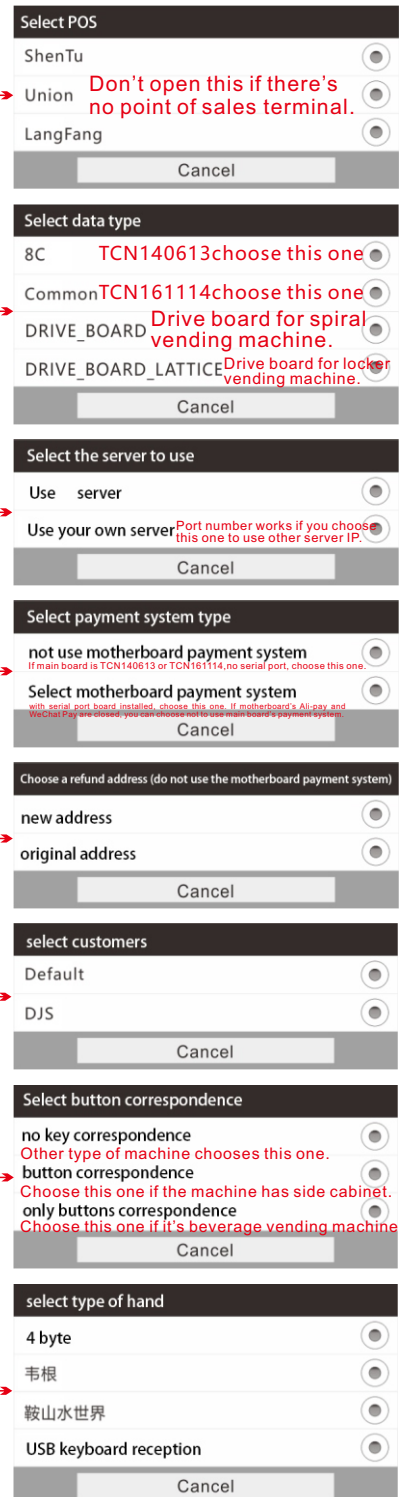 Select POS
ShenTu
Union Don't open this if there's
no point of sales terminal.
LangFang
Cancel
Select data type
8C TCN140613choose this one
CommonTCN161114choose this one
DRIVE_BOARD Drive board for spiral
vending machine.
DRIVE_BOARD_LATTICE Drive board for locker
vending machine.
Cancel
Select the server to use
Use server
Use your own server Port number works if you choose
this one to use other server IP.
Cancel
Select payment system type
not use motherboard payment system
If main board is TCN140613 or TCN161114,no serial port, choose this one.
Select motherboard payment system
with serial port board installed, choose this one. If motherboard's Ali-pay and
WeChat Pay are closed, you can choose not to use main board's payment system.
Cancel
Choose a refund address (do not use the motherboard payment system)
new address
original address
Cancel
select customers
Default
DJS
Cancel
Select button correspondence
no key correspondence
Other type of machine chooses this one.
button correspondence
Choose this one if the machine has side cabinet.
only buttons correspondence
Choose this one if it's beverage vending machine
Cancel
select type of hand
4 byte
韦根
鞍山水世界
USB keyboard reception
Cancel